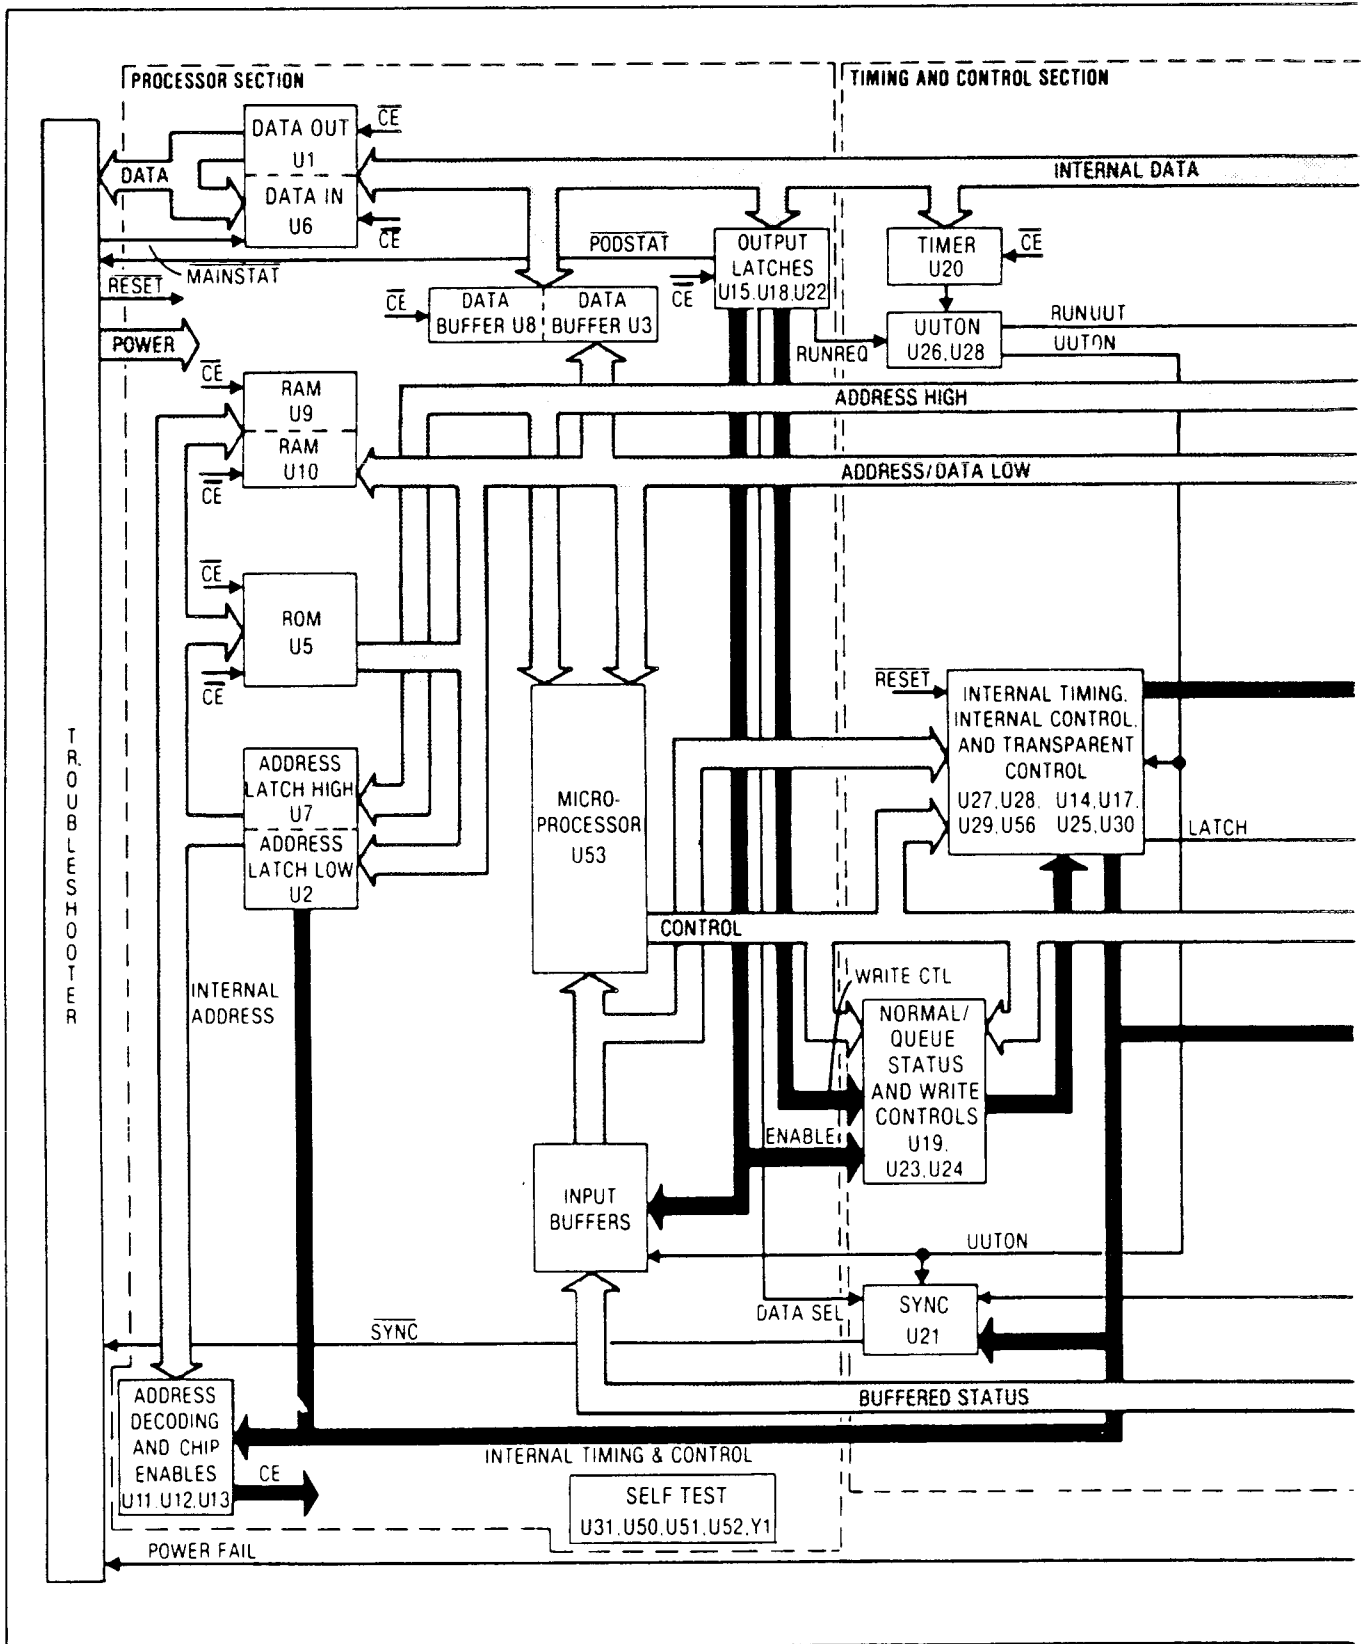 PROCESSOR SECTION
TIMING AND CONTROL SECTION
TROUBLESHOOTER
DATA OUT
U1
DATA IN
U6
CE
CE
DATA
INTERNAL DATA
MAINSTAT
PODSTAT
RESET
POWER
CE
DATA
BUFFER U8
DATA
BUFFER U3
OUTPUT
LATCHES
U15,U18,U22
CE
TIMER
U20
CE
UUTON
U26,U28
RUNREQ
RUNUUT
UUTON
CE
RAM
U9
RAM
U10
CE
ADDRESS HIGH
ADDRESS/DATA LOW
CE
ROM
U5
CE
RESET
INTERNAL TIMING,
INTERNAL CONTROL,
AND TRANSPARENT
CONTROL
U27,U28, U14,U17,
U29,U56 U25,U30
LATCH
ADDRESS
LATCH HIGH
U7
ADDRESS
LATCH LOW
U2
MICRO-
PROCESSOR
U53
CONTROL
WRITE CTL
INTERNAL
ADDRESS
NORMAL/
QUEUE
STATUS
AND WRITE
CONTROLS
U19,
U23,U24
ENABLE
INPUT
BUFFERS
UUTON
DATA SEL
SYNC
U21
SYNC
BUFFERED STATUS
ADDRESS
DECODING
AND CHIP
ENABLES
U11,U12,U13
CE
INTERNAL TIMING & CONTROL
SELF TEST
U31,U50,U51,U52,Y1
POWER FAIL